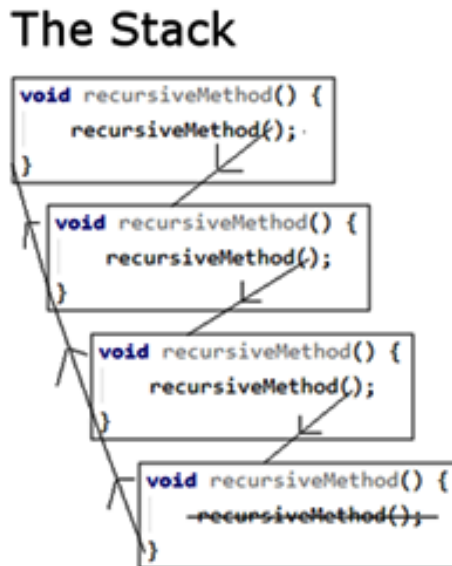 The Stack
void recursiveMethod() {
recursiveMethod();
}
void recursiveMethod() {
recursiveMethod();
}
void recursiveMethod() {
recursiveMethod();
}
void recursiveMethod() {
recursiveMethod();
}